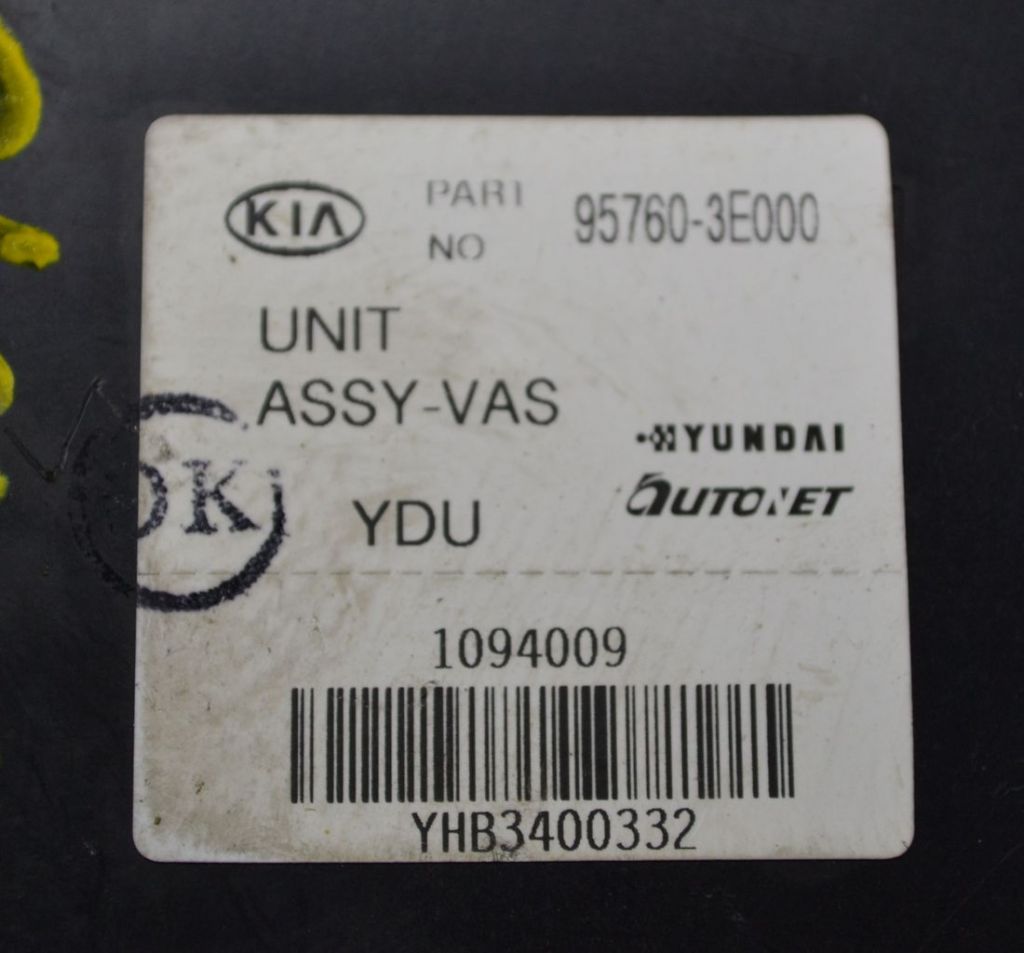 KIA PART NO 95760-3E000
UNIT
ASSY-VAS
HYUNDAI
AUTONET
OK
YDU
1094009
YHB3400332